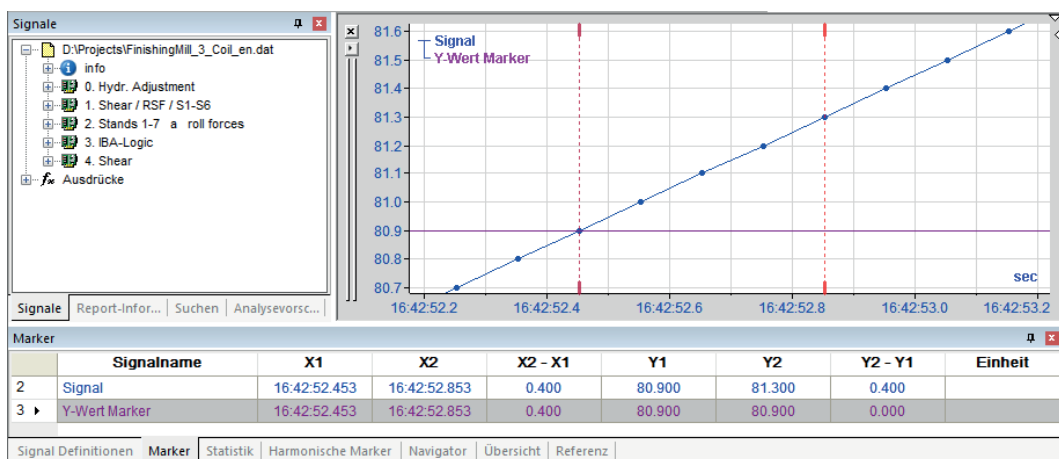 Signale
D:\Projects\FinishingMill_3_Coil_en.dat
info
0. Hydr. Adjustment
1. Shear / RSF / S1-S6
2. Stands 1-7 a roll forces
3. IBA-Logic
4. Shear
fx Ausdrücke
Signale Report-Infor... Suchen Analysevorsc...
Signal
Y-Wert Marker
81.6
81.5
81.4
81.3
81.2
81.1
81.0
80.9
80.8
80.7
sec
16:42:52.2 16:42:52.4 16:42:52.6 16:42:52.8 16:42:53.0 16:42:53.2
Marker
Signalname X1 X2 X2 - X1 Y1 Y2 Y2 - Y1 Einheit
2 Signal 16:42:52.453 16:42:52.853 0.400 80.900 81.300 0.400
3 Y-Wert Marker 16:42:52.453 16:42:52.853 0.400 80.900 80.900 0.000
Signal Definitionen Marker Statistik Harmonische Marker Navigator Übersicht Referenz